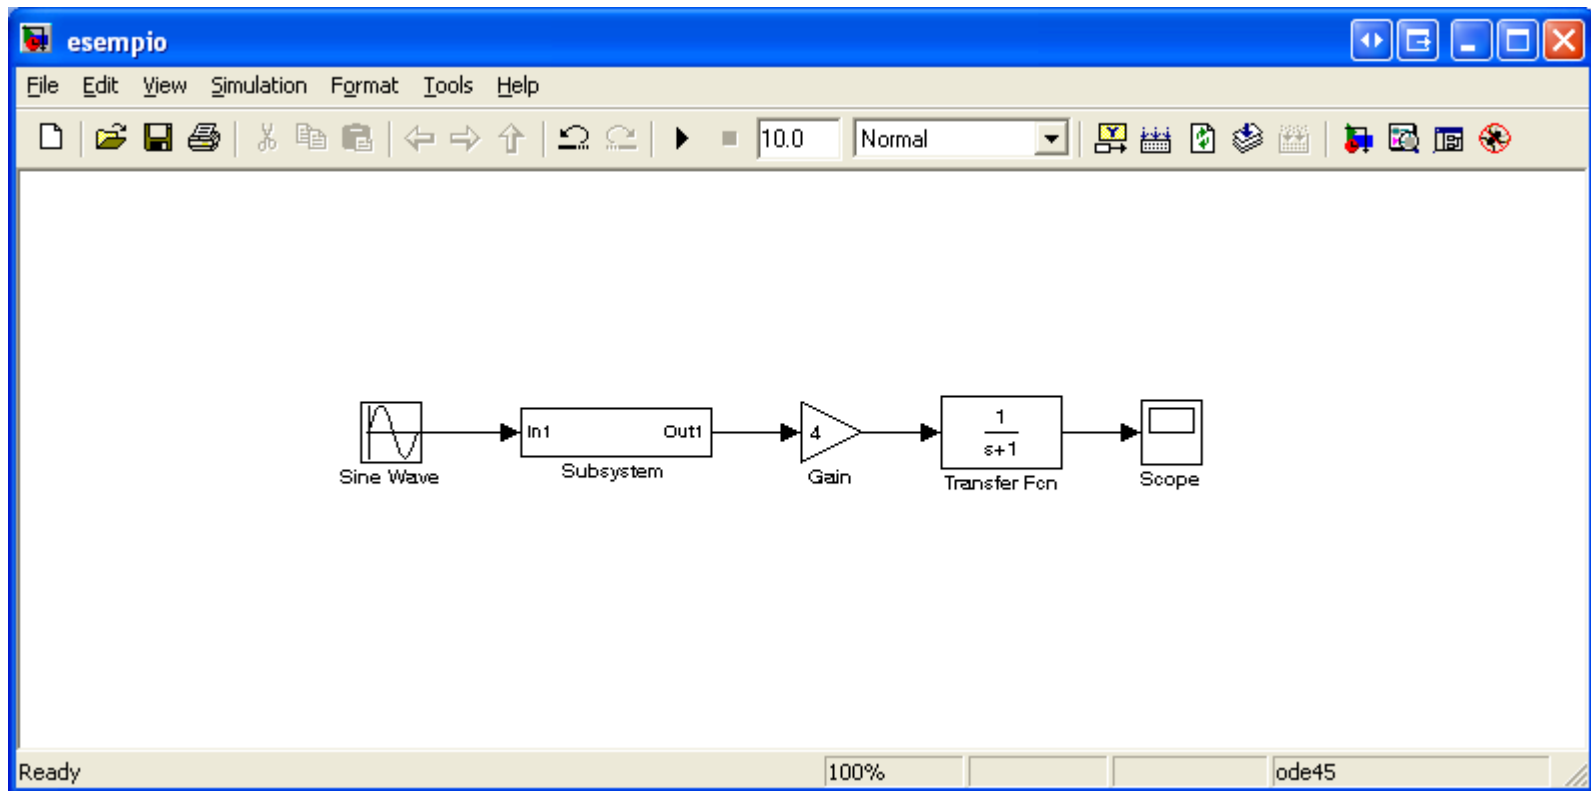 esempio
File Edit View Simulation Format Tools Help
10.0 Normal
In1 Out1 4 1
s+1
Sine Wave Subsystem Gain Transfer Fcn Scope
Ready 100% ode45